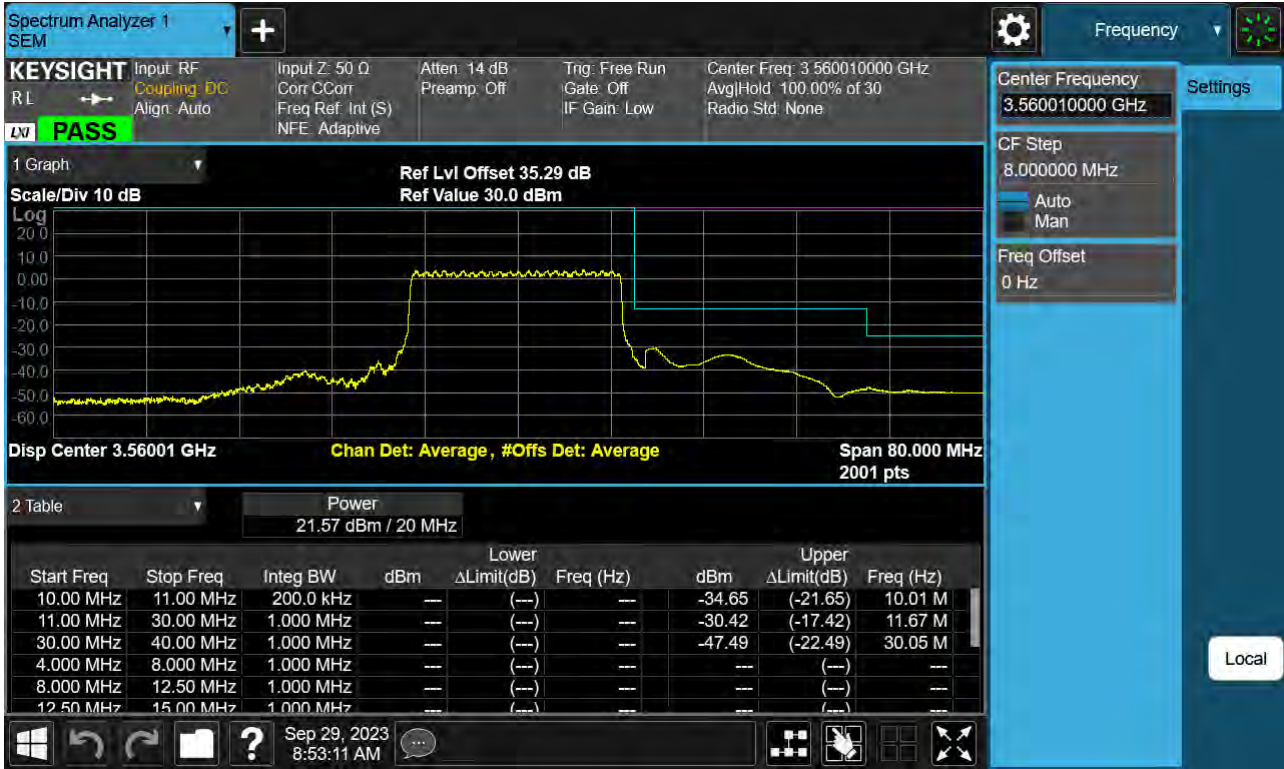 Spectrum Analyzer 1
SEM
Frequency
KEYSIGHT
RL
LXI
PASS
Input: RF
Coupling: DC
Align: Auto
Input Z: 50 Ω
Corr CCorr
Freq Ref: Int (S)
NFE: Adaptive
Atten: 14 dB
Preamp: Off
Trig: Free Run
Gate: Off
IF Gain: Low
Center Freq: 3.560010000 GHz
Avg|Hold: 100.00% of 30
Radio Std: None
Center Frequency
3.560010000 GHz
Settings
CF Step
8.000000 MHz
Auto
Man
Freq Offset
0 Hz
Local
1 Graph
Scale/Div 10 dB
Ref Lvl Offset 35.29 dB
Ref Value 30.0 dBm
Log
20.0
10.0
0.00
-10.0
-20.0
-30.0
-40.0
-50.0
-60.0
Disp Center 3.56001 GHz
Chan Det: Average, #Offs Det: Average
Span 80.000 MHz
2001 pts
2 Table
Power
21.57 dBm / 20 MHz
Lower Upper
Start Freq Stop Freq Integ BW dBm ΔLimit(dB) Freq (Hz) dBm ΔLimit(dB) Freq (Hz)
10.00 MHz 11.00 MHz 200.0 kHz --- (---) --- -34.65 (-21.65) 10.01 M
11.00 MHz 30.00 MHz 1.000 MHz --- (---) --- -30.42 (-17.42) 11.67 M
30.00 MHz 40.00 MHz 1.000 MHz --- (---) --- -47.49 (-22.49) 30.05 M
4.000 MHz 8.000 MHz 1.000 MHz --- (---) --- --- (---) ---
8.000 MHz 12.50 MHz 1.000 MHz --- (---) --- --- (---) ---
12.50 MHz 15.00 MHz 1.000 MHz --- (---) --- --- (---) ---
?
Sep 29, 2023
8:53:11 AM